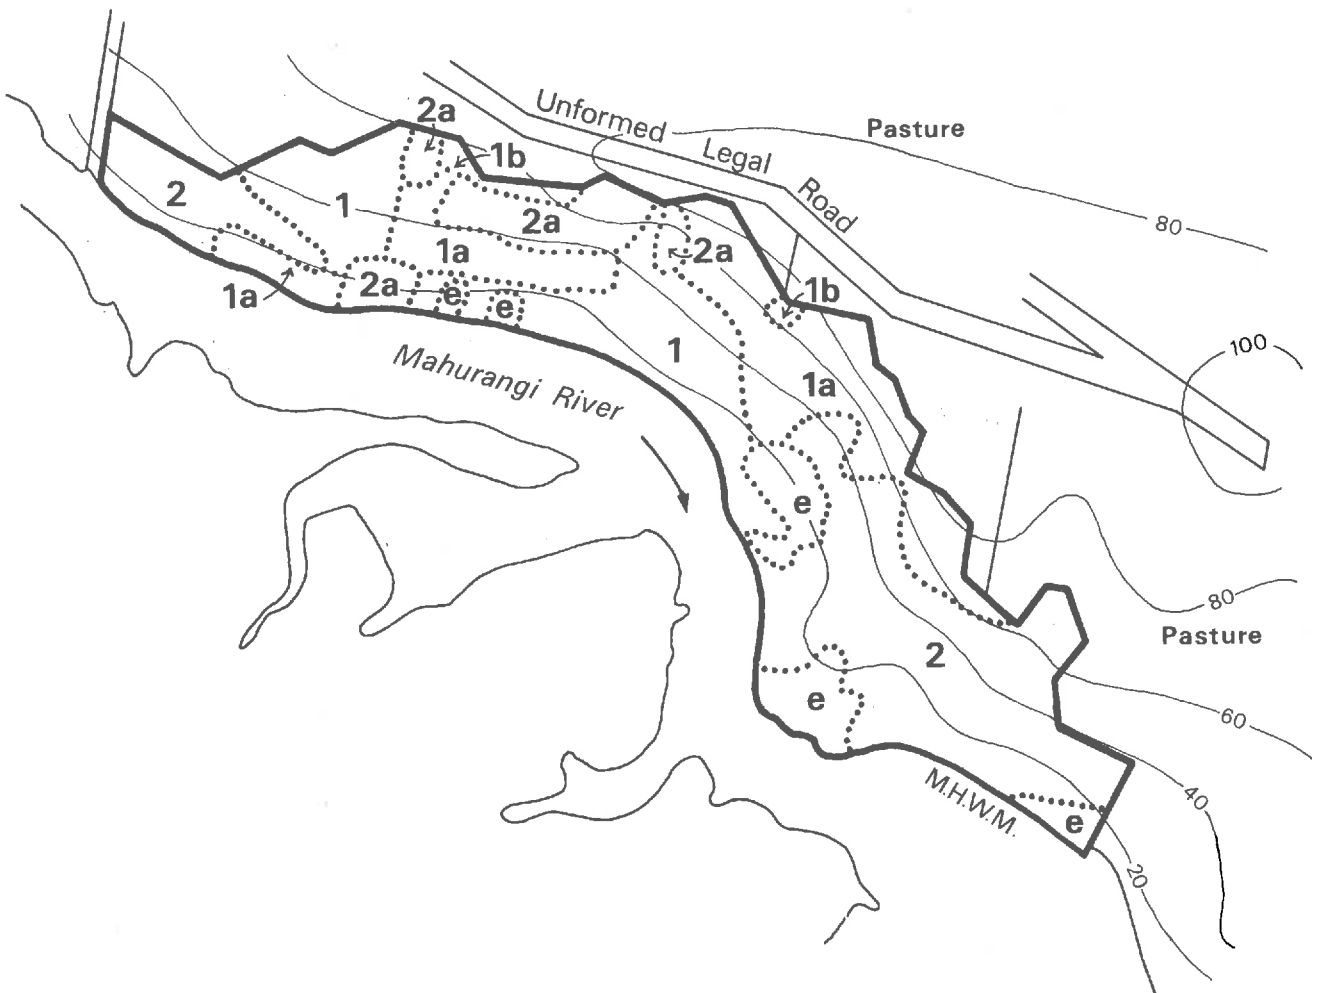 2a
Unformed
Legal
Road
Pasture
1b
2
1
2a
80
1a
2a
1a
2a
e
e
1b
1
100
Mahurangi River
1a
e
80
Pasture
2
e
60
M.H.W.M.
40
e
20